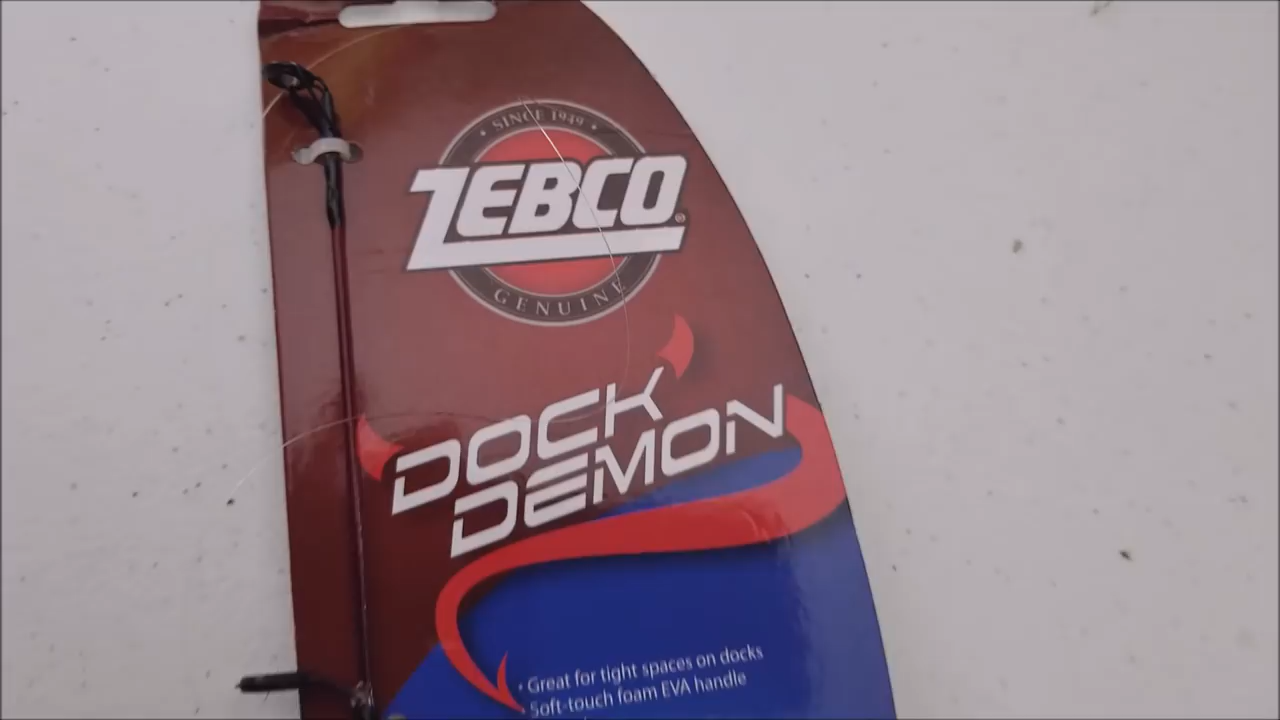 • SINCE 1949 •
ZEBCO®
GENUINE
DOCK
DEMON
• Great for tight spaces on docks
Soft-touch foam EVA handle